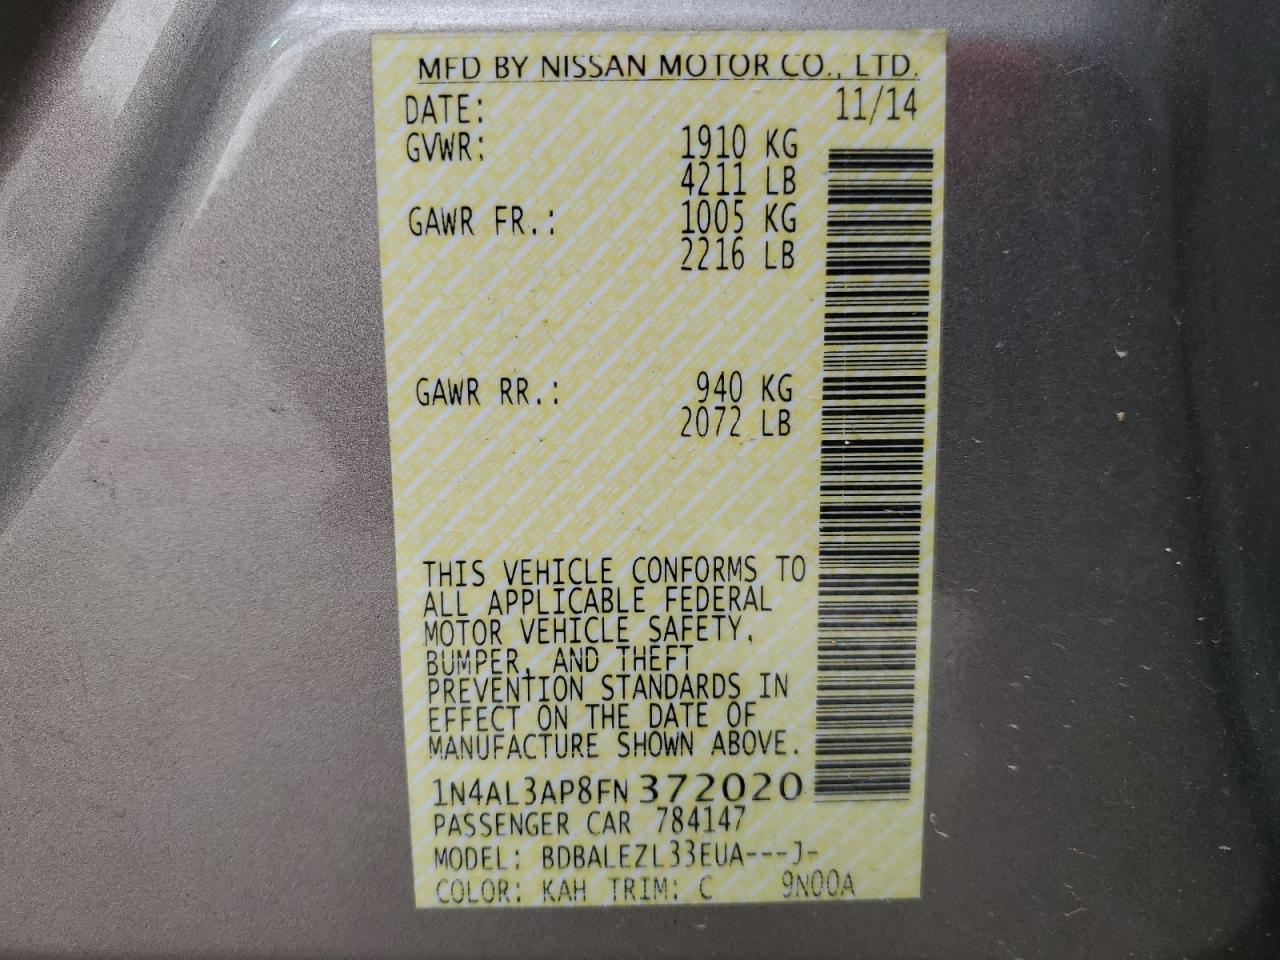 MFD BY NISSAN MOTOR CO., LTD.
DATE: 11/14
GVWR: 1910 KG
4211 LB
GAWR FR.: 1005 KG
2216 LB
GAWR RR.: 940 KG
2072 LB
THIS VEHICLE CONFORMS TO
ALL APPLICABLE FEDERAL
MOTOR VEHICLE SAFETY,
BUMPER, AND THEFT
PREVENTION STANDARDS IN
EFFECT ON THE DATE OF
MANUFACTURE SHOWN ABOVE.
1N4AL3AP8FN372020
PASSENGER CAR 784147
MODEL: BDBALEZL33EUA---J-
COLOR: KAH TRIM: C 9N00A